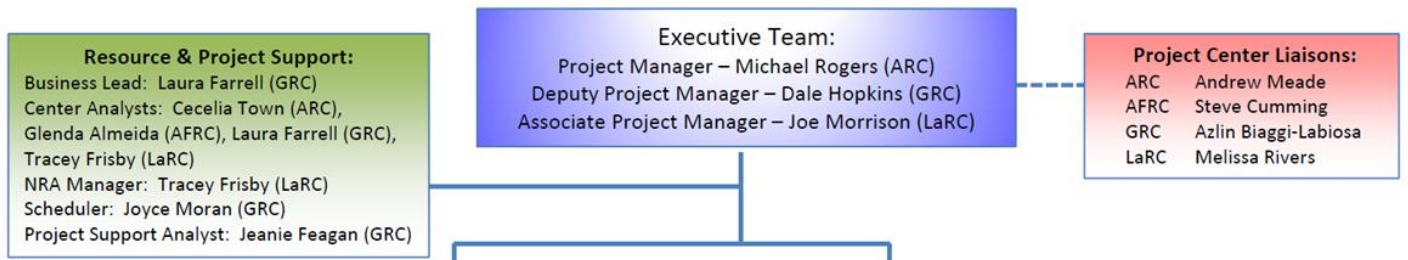 Resource & Project Support:
Business Lead: Laura Farrell (GRC)
Center Analysts: Cecelia Town (ARC),
Glenda Almeida (AFRC), Laura Farrell (GRC),
Tracey Frisby (LaRC)
NRA Manager: Tracey Frisby (LaRC)
Scheduler: Joyce Moran (GRC)
Project Support Analyst: Jeanie Feagan (GRC)
Executive Team:
Project Manager – Michael Rogers (ARC)
Deputy Project Manager – Dale Hopkins (GRC)
Associate Project Manager – Joe Morrison (LaRC)
Project Center Liaisons:
ARC Andrew Meade
AFRC Steve Cumming
GRC Azlin Biaggi-Labiosa
LaRC Melissa Rivers